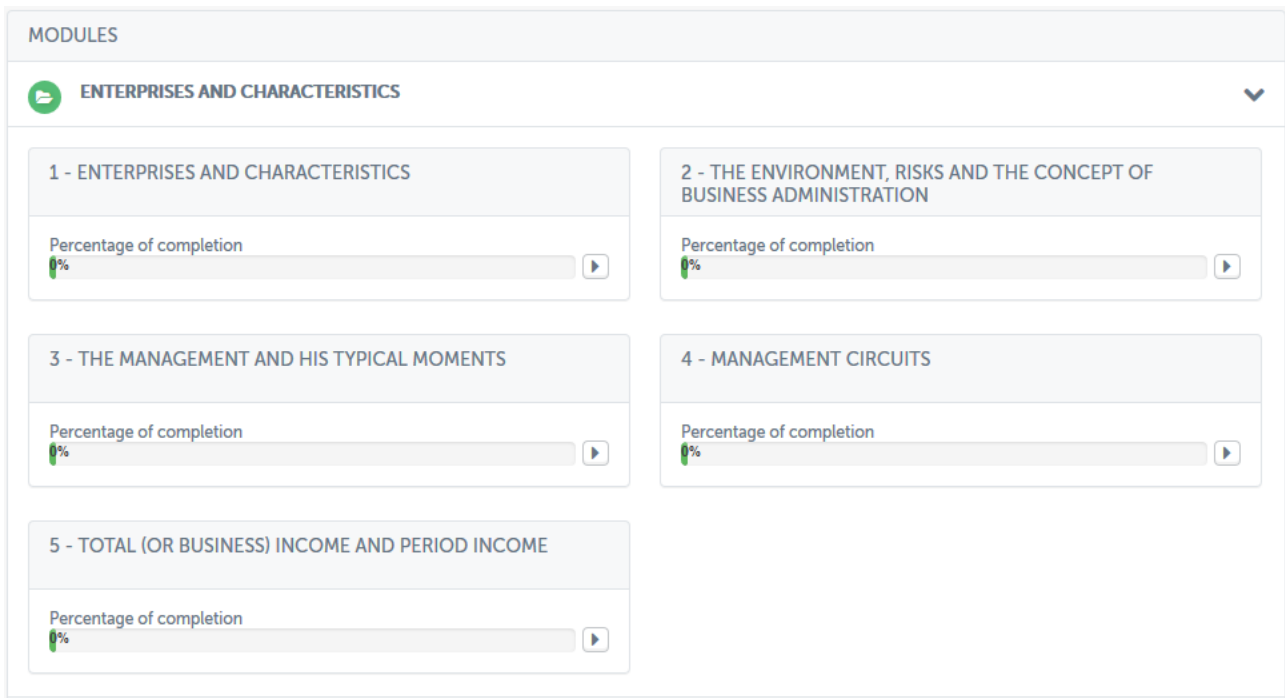 MODULES
ENTERPRISES AND CHARACTERISTICS
1 - ENTERPRISES AND CHARACTERISTICS
Percentage of completion
0%
2 - THE ENVIRONMENT, RISKS AND THE CONCEPT OF
BUSINESS ADMINISTRATION
Percentage of completion
0%
3 - THE MANAGEMENT AND HIS TYPICAL MOMENTS
Percentage of completion
0%
4 - MANAGEMENT CIRCUITS
Percentage of completion
0%
5 - TOTAL (OR BUSINESS) INCOME AND PERIOD INCOME
Percentage of completion
0%